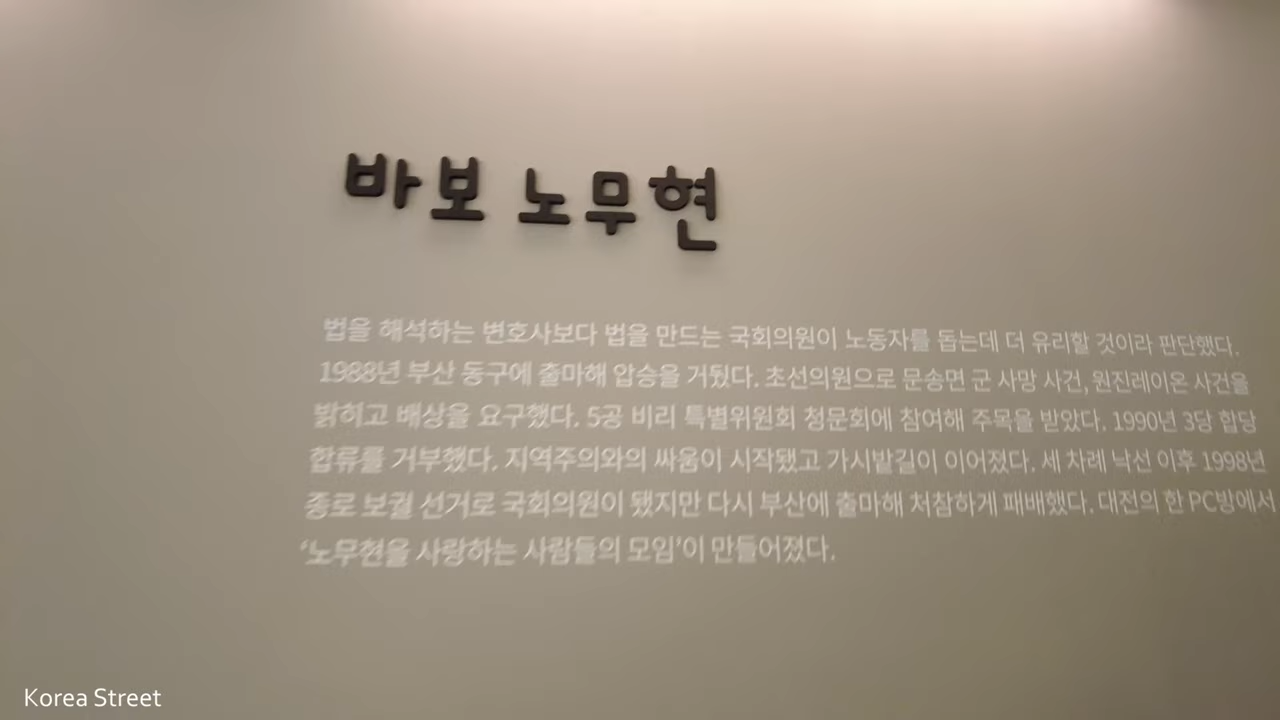 바보 노무현
법을 해석하는 변호사보다 법을 만드는 국회의원이 노동자를 돕는데 더 유리할 것이라 판단했다.
1988년 부산 동구에 출마해 압승을 거뒀다. 초선의원으로 문송면 군 사망 사건, 원진레이온 사건을
밝히고 배상을 요구했다. 5공 비리 특별위원회 청문회에 참여해 주목을 받았다. 1990년 3당 합당
합류를 거부했다. 지역주의와의 싸움이 시작됐고 가시밭길이 이어졌다. 세 차례 낙선 이후 1998년
종로 보궐 선거로 국회의원이 됐지만 다시 부산에 출마해 처참하게 패배했다. 대전의 한 PC방에서
‘노무현을 사랑하는 사람들의 모임’이 만들어졌다.
Korea Street